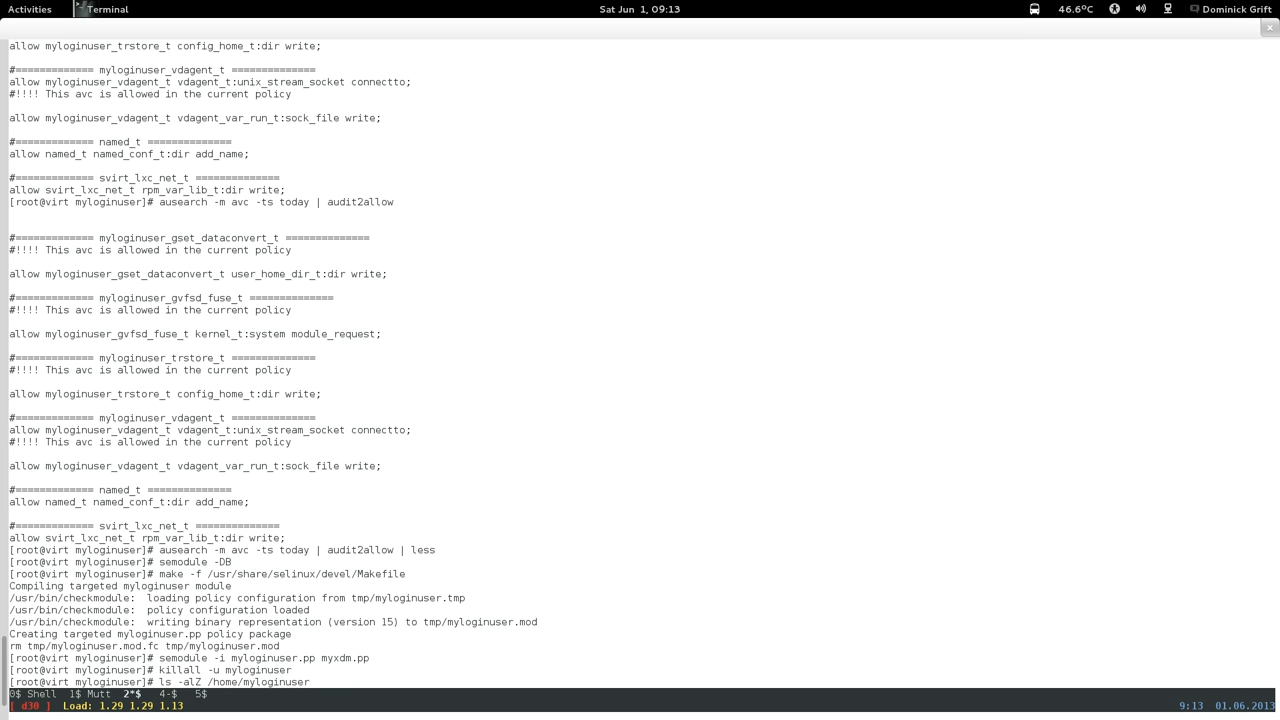 Activities
Terminal
Sat Jun 1, 09:13
46.6°C
Dominick Grift
allow myloginuser_trstore_t config_home_t:dir write;
#============= myloginuser_vdagent_t ==============
allow myloginuser_vdagent_t vdagent_t:unix_stream_socket connectto;
#!!!! This avc is allowed in the current policy
allow myloginuser_vdagent_t vdagent_var_run_t:sock_file write;
#============= named_t ==============
allow named_t named_conf_t:dir add_name;
#============= svirt_lxc_net_t ==============
allow svirt_lxc_net_t rpm_var_lib_t:dir write;
[root@virt myloginuser]# ausearch -m avc -ts today | audit2allow
#============= myloginuser_gset_dataconvert_t ==============
#!!!! This avc is allowed in the current policy
allow myloginuser_gset_dataconvert_t user_home_dir_t:dir write;
#============= myloginuser_gvfsd_fuse_t ==============
#!!!! This avc is allowed in the current policy
allow myloginuser_gvfsd_fuse_t kernel_t:system module_request;
#============= myloginuser_trstore_t ==============
#!!!! This avc is allowed in the current policy
allow myloginuser_trstore_t config_home_t:dir write;
#============= myloginuser_vdagent_t ==============
allow myloginuser_vdagent_t vdagent_t:unix_stream_socket connectto;
#!!!! This avc is allowed in the current policy
allow myloginuser_vdagent_t vdagent_var_run_t:sock_file write;
#============= named_t ==============
allow named_t named_conf_t:dir add_name;
#============= svirt_lxc_net_t ==============
allow svirt_lxc_net_t rpm_var_lib_t:dir write;
[root@virt myloginuser]# ausearch -m avc -ts today | audit2allow | less
[root@virt myloginuser]# semodule -DB
[root@virt myloginuser]# make -f /usr/share/selinux/devel/Makefile
Compiling targeted myloginuser module
/usr/bin/checkmodule:  loading policy configuration from tmp/myloginuser.tmp
/usr/bin/checkmodule:  policy configuration loaded
/usr/bin/checkmodule:  writing binary representation (version 15) to tmp/myloginuser.mod
Creating targeted myloginuser.pp policy package
rm tmp/myloginuser.mod.fc tmp/myloginuser.mod
[root@virt myloginuser]# semodule -i myloginuser.pp myxdm.pp
[root@virt myloginuser]# killall -u myloginuser
[root@virt myloginuser]# ls -alZ /home/myloginuser
0$ Shell  1$ Mutt  2*$  4-$  5$
[ d30 ]  Load: 1.29 1.29 1.13
9:13  01.06.2013